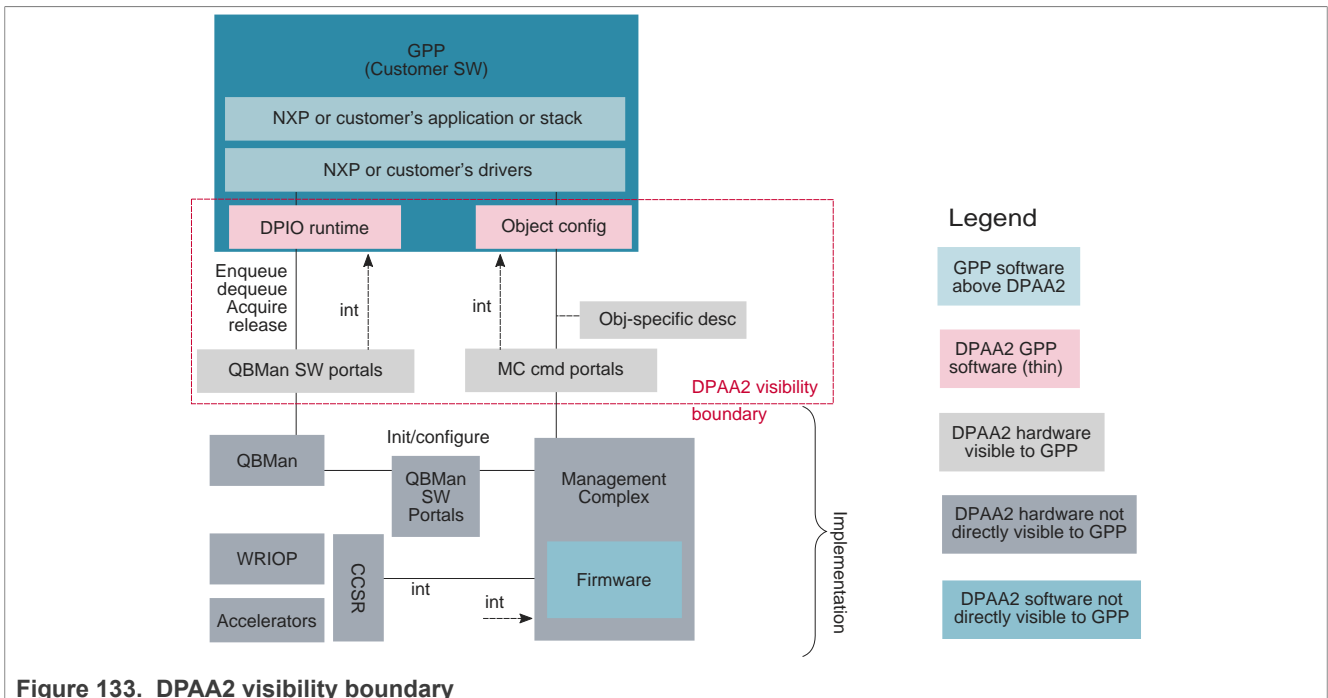 GPP
(Customer SW)
NXP or customer's application or stack
NXP or customer's drivers
DPIO runtime
Object config
Enqueue
dequeue
Acquire
release
int
int
Obj-specific desc
QBMan SW portals
MC cmd portals
DPAA2 visibility
boundary
Init/configure
QBMan
QBMan
SW
Portals
Management
Complex
WRIOP
CCSR
int
int
Firmware
Accelerators
Implementation
Legend
GPP software
above DPAA2
DPAA2 GPP
software (thin)
DPAA2 hardware
visible to GPP
DPAA2 hardware not
directly visible to GPP
DPAA2 software not
directly visible to GPP
Figure 133. DPAA2 visibility boundary